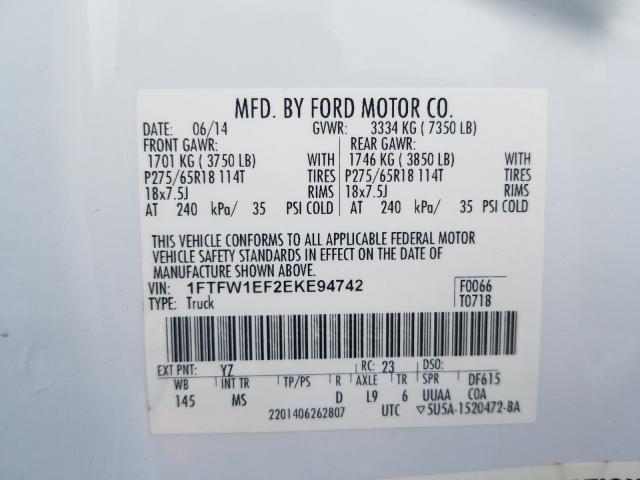 MFD. BY FORD MOTOR CO.
DATE: 06/14 GVWR: 3334 KG ( 7350 LB)
FRONT GAWR: REAR GAWR:
1701 KG ( 3750 LB) WITH 1746 KG ( 3850 LB) WITH
P275/65R18 114T TIRES P275/65R18 114T TIRES
18x7.5J RIMS 18x7.5J RIMS
AT 240 kPa/ 35 PSI COLD AT 240 kPa/ 35 PSI COLD
THIS VEHICLE CONFORMS TO ALL APPLICABLE FEDERAL MOTOR
VEHICLE SAFETY STANDARDS IN EFFECT ON THE DATE OF
MANUFACTURE SHOWN ABOVE.
VIN: 1FTFW1EF2EKE94742 F0066
TYPE: Truck T0718
EXT PNT: YZ RC: 23 DSO:
WB INT TR TP/PS R AXLE TR SPR DF615
145 MS D L9 6 UUAA COA
2201406262807 UTC ▽5U5A-1520472-BA